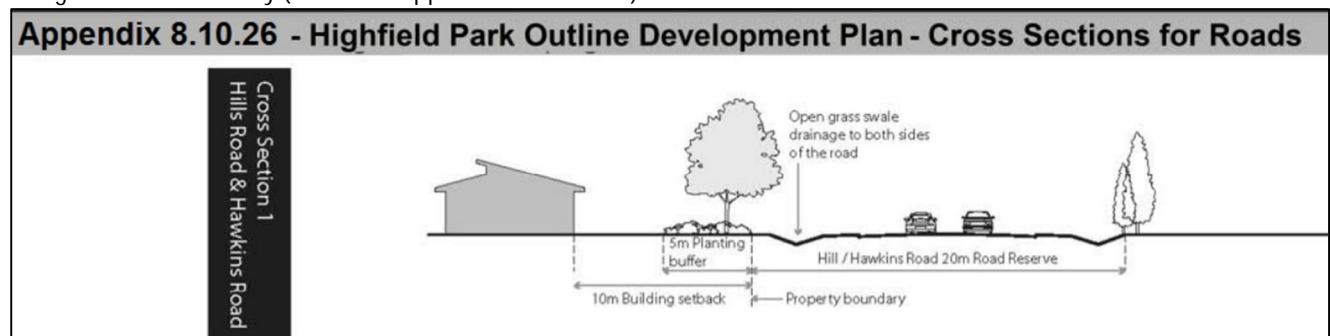 Appendix 8.10.26 - Highfield Park Outline Development Plan - Cross Sections for Roads
Cross Section 1
Hills Road & Hawkins Road
Open grass swale
drainage to both sides
of the road
5m Planting
buffer
Hill / Hawkins Road 20m Road Reserve
10m Building setback
Property boundary